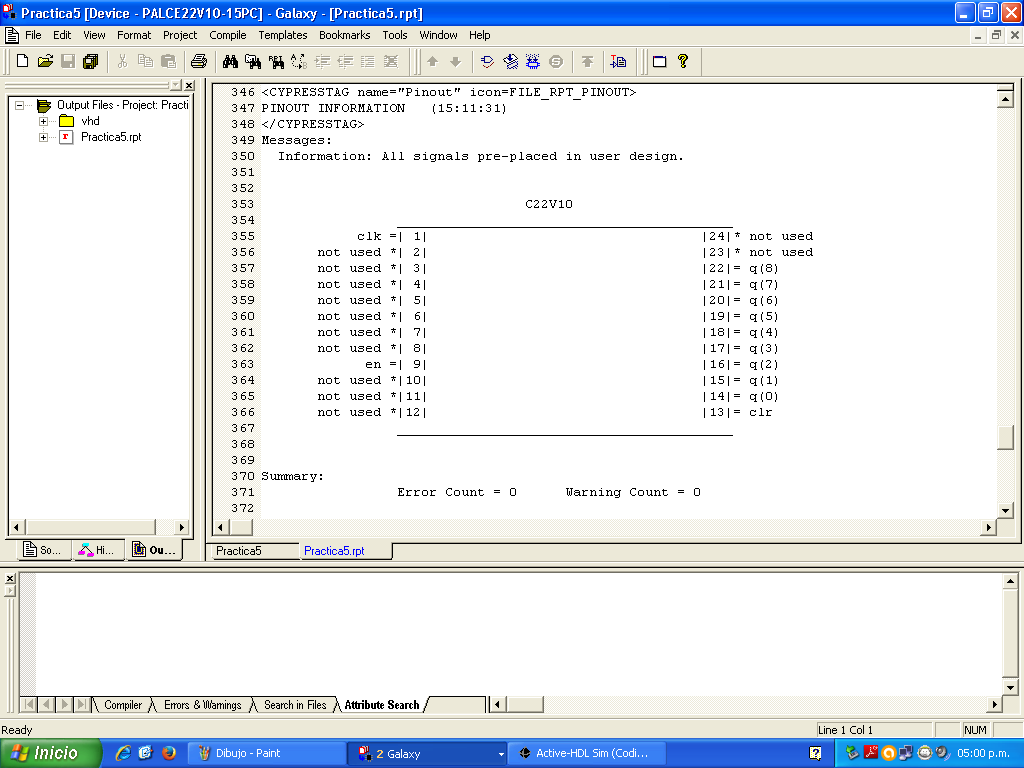 Practica5 [Device - PALCE22V10-15PC] - Galaxy - [Practica5.rpt]
File Edit View Format Project Compile Templates Bookmarks Tools Window Help
Output Files - Project: Practi
vhd
Practica5.rpt
346 <CYPRESSTAG name="Pinout" icon=FILE_RPT_PINOUT>
347 PINOUT INFORMATION (15:11:31)
348 </CYPRESSTAG>
349 Messages:
350 Information: All signals pre-placed in user design.
351
352
353 C22V10
354
355 clk =| 1| |24|* not used
356 not used *| 2| |23|* not used
357 not used *| 3| |22|= q(8)
358 not used *| 4| |21|= q(7)
359 not used *| 5| |20|= q(6)
360 not used *| 6| |19|= q(5)
361 not used *| 7| |18|= q(4)
362 not used *| 8| |17|= q(3)
363 en =| 9| |16|= q(2)
364 not used *|10| |15|= q(1)
365 not used *|11| |14|= q(0)
366 not used *|12| |13|= clr
367
368
369
370 Summary:
371 Error Count = 0 Warning Count = 0
372
So... Hi... Ou...
Practica5 Practica5.rpt
Compiler Errors & Warnings Search in Files Attribute Search
Ready Line 1 Col 1 NUM
Inicio Dibujo - Paint 2 Galaxy Active-HDL Sim (Codi... 05:00 p.m.